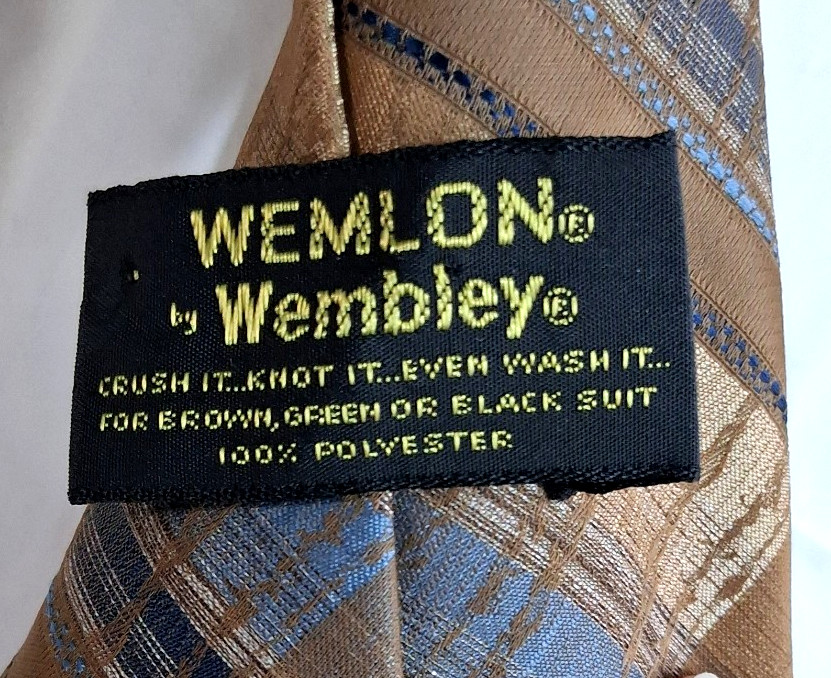 WEMLON®
by Wembley®
CRUSH IT...KNOT IT...EVEN WASH IT...
FOR BROWN, GREEN OR BLACK SUIT
100% POLYESTER